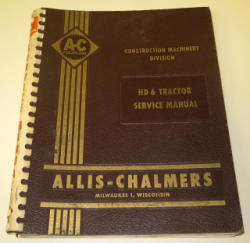 A-C
CONSTRUCTION MACHINERY
DIVISION
HD 6 TRACTOR
SERVICE MANUAL
ALLIS-CHALMERS
MILWAUKEE 1, WISCONSIN